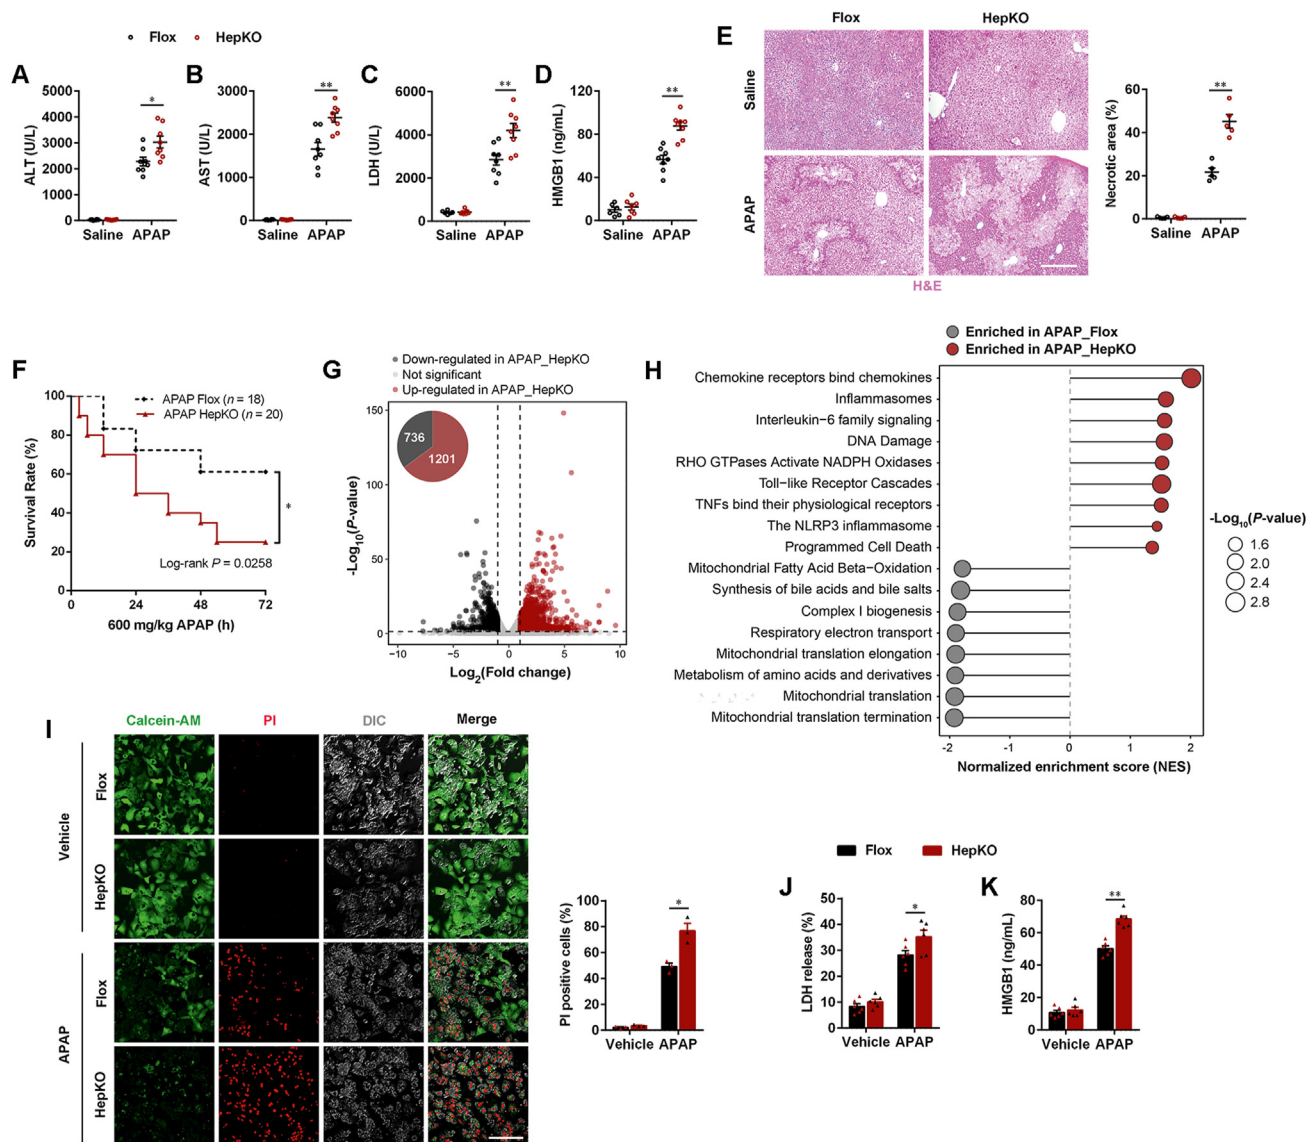 Flox HepKO
A
ALT (U/L)
5000
4000
3000
2000
1000
0
*
Saline APAP
B
AST (U/L)
3000
2000
1000
0
**
Saline APAP
C
LDH (U/L)
6000
4000
2000
0
**
Saline APAP
D
HMGB1 (ng/mL)
120
80
40
0
**
Saline APAP
E
Flox HepKO
Saline
APAP
H&E
Necrotic area (%)
60
40
20
0
**
Saline APAP
F
Survival Rate (%)
100
80
60
40
20
0
APAP Flox (n = 18)
APAP HepKO (n = 20)
*
Log-rank P = 0.0258
0 24 48 72
600 mg/kg APAP (h)
G
Down-regulated in APAP_HepKO
Not significant
Up-regulated in APAP_HepKO
-Log10(P-value)
150
100
50
0
736
1201
-10 -5 0 5 10
Log2(Fold change)
H
Enriched in APAP_Flox
Enriched in APAP_HepKO
Chemokine receptors bind chemokines
Inflammasomes
Interleukin-6 family signaling
DNA Damage
RHO GTPases Activate NADPH Oxidases
Toll-like Receptor Cascades
TNFs bind their physiological receptors
The NLRP3 inflammasome
Programmed Cell Death
Mitochondrial Fatty Acid Beta-Oxidation
Synthesis of bile acids and bile salts
Complex I biogenesis
Respiratory electron transport
Mitochondrial translation elongation
Metabolism of amino acids and derivatives
Mitochondrial translation
Mitochondrial translation termination
-2 -1 0 1 2
Normalized enrichment score (NES)
-Log10(P-value)
1.6
2.0
2.4
2.8
I
Calcein-AM PI DIC Merge
Vehicle
Flox
HepKO
APAP
Flox
HepKO
PI positive cells (%)
100
80
60
40
20
0
*
Vehicle APAP
Flox HepKO
J
LDH release (%)
50
40
30
20
10
0
*
Vehicle APAP
K
HMGB1 (ng/mL)
80
60
40
20
0
**
Vehicle APAP